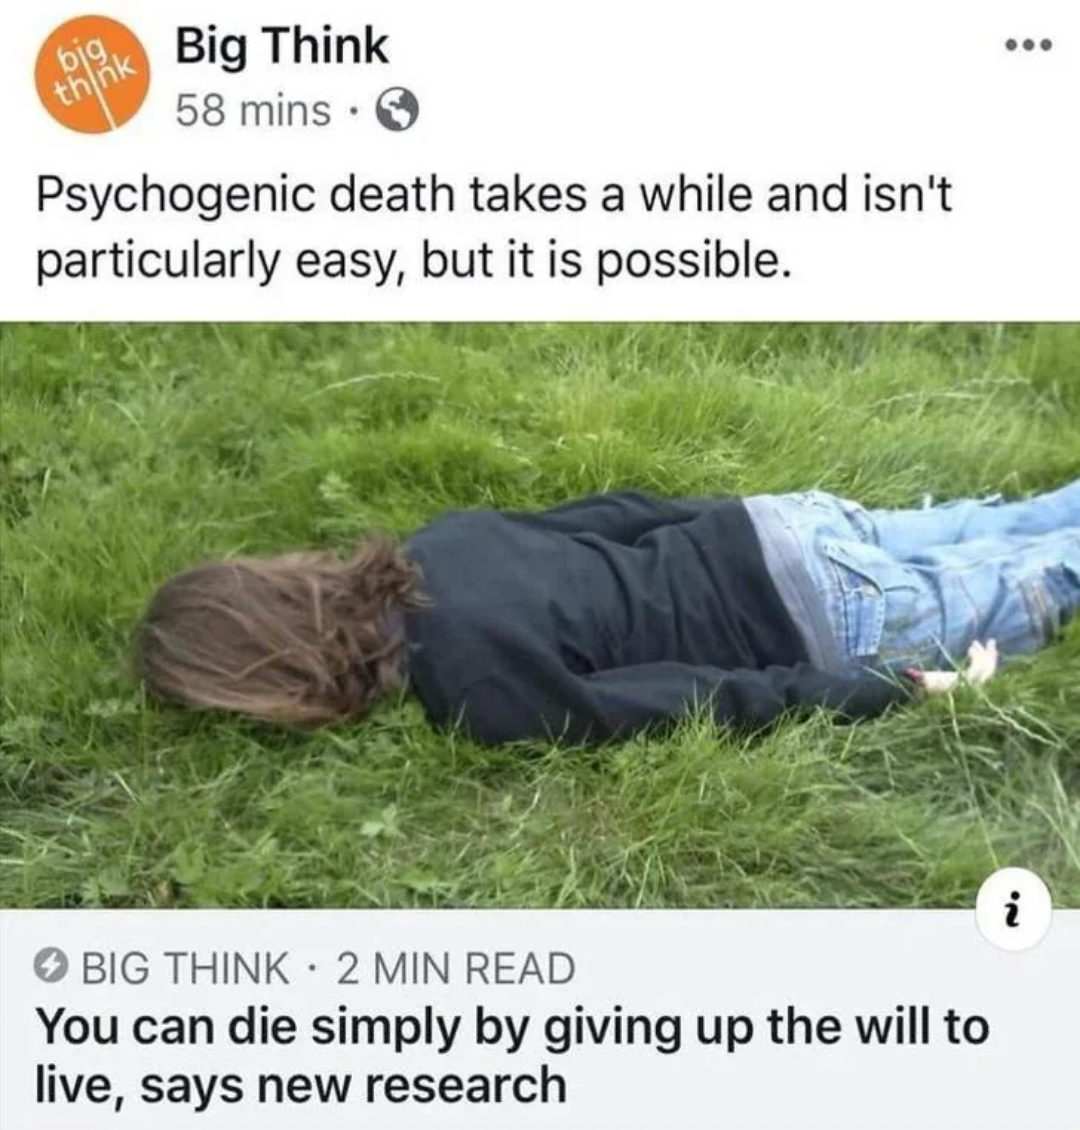 big
think
Big Think
58 mins ·
Psychogenic death takes a while and isn't
particularly easy, but it is possible.
i
BIG THINK · 2 MIN READ
You can die simply by giving up the will to
live, says new research